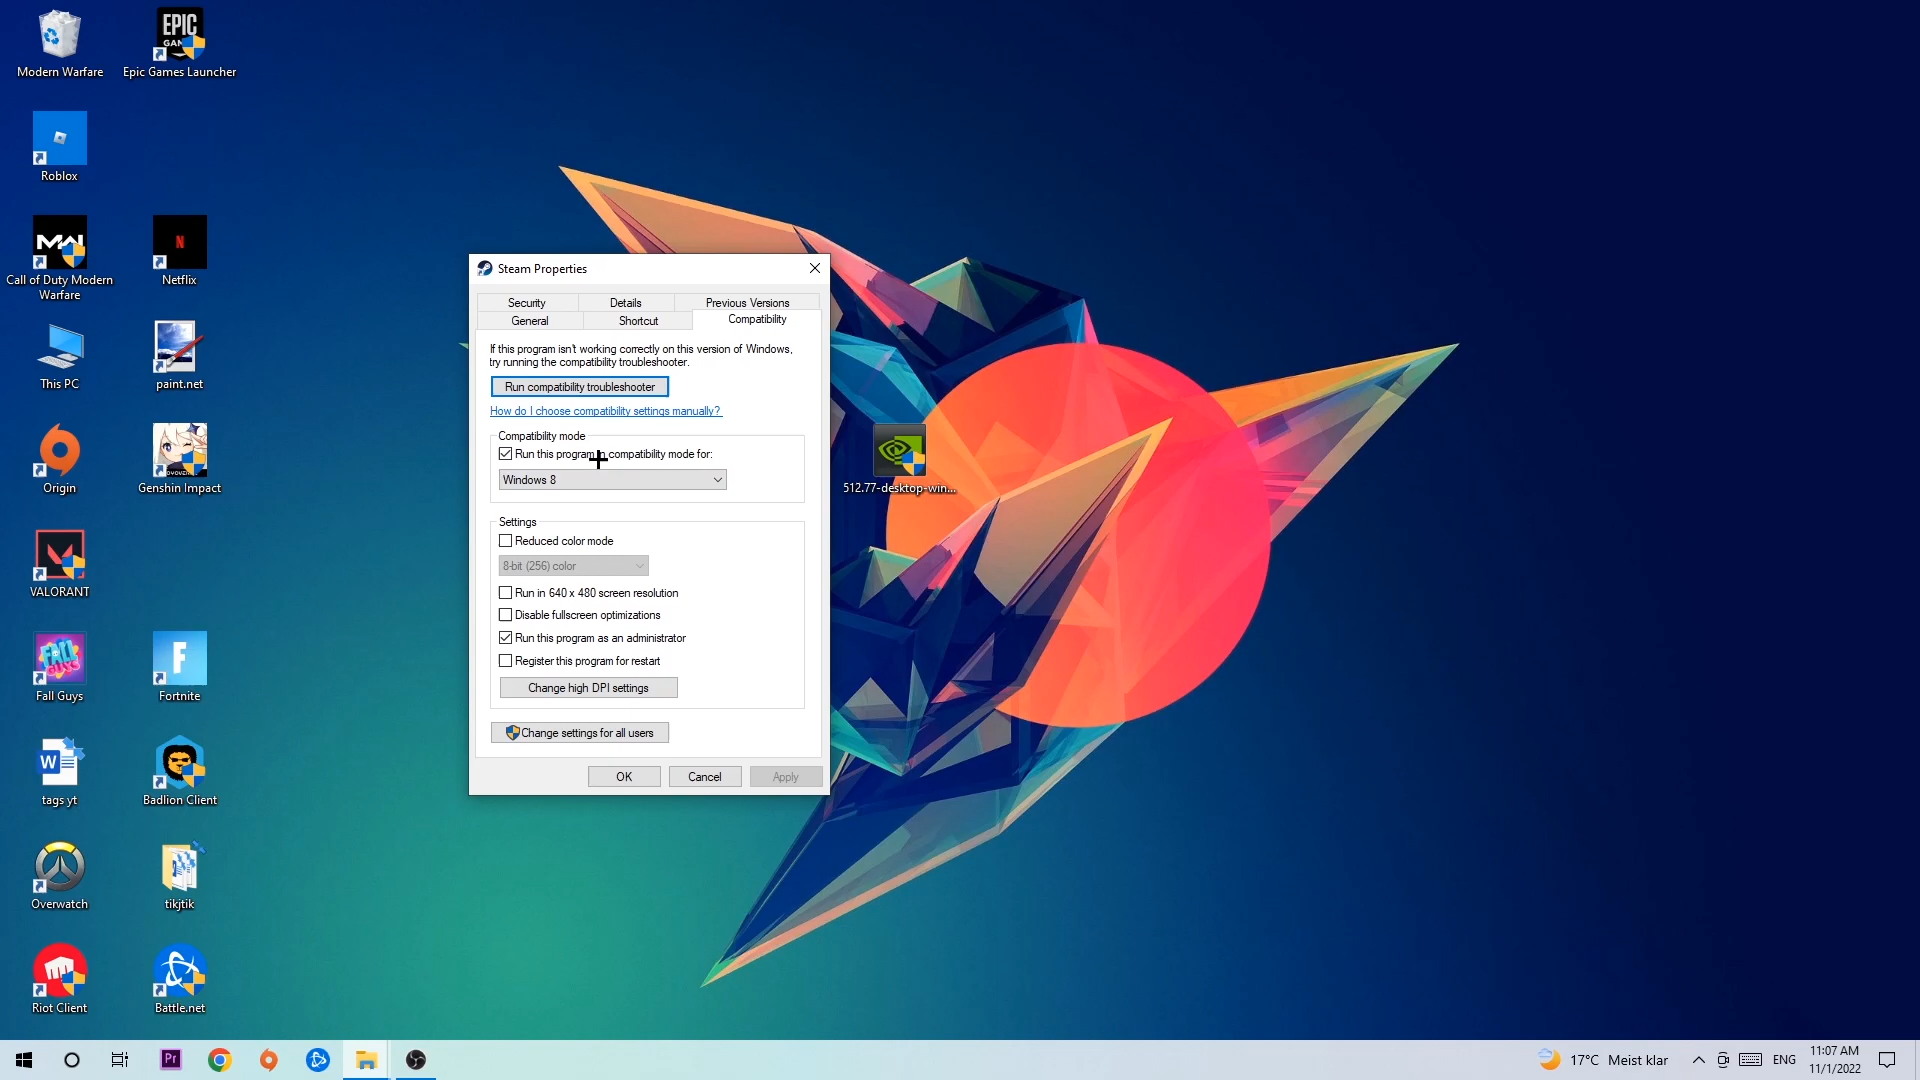 Modern Warfare
EPIC
GAMES
Epic Games Launcher
Roblox
MW
Call of Duty Modern
Warfare
N
Netflix
This PC
paint.net
Origin
Genshin Impact
VALORANT
FALL
GUYS
Fall Guys
F
Fortnite
W
tags yt
Badlion Client
Overwatch
tikjtik
Riot Client
Battle.net
Steam Properties
Security
Details
Previous Versions
General
Shortcut
Compatibility
If this program isn't working correctly on this version of Windows,
try running the compatibility troubleshooter.
Run compatibility troubleshooter
How do I choose compatibility settings manually?
Compatibility mode
Run this program in compatibility mode for:
Windows 8
Settings
Reduced color mode
8-bit (256) color
Run in 640 x 480 screen resolution
Disable fullscreen optimizations
Run this program as an administrator
Register this program for restart
Change high DPI settings
Change settings for all users
OK
Cancel
Apply
512.77-desktop-win...
Pr
17°C Meist klar
ENG
11:07 AM
11/1/2022